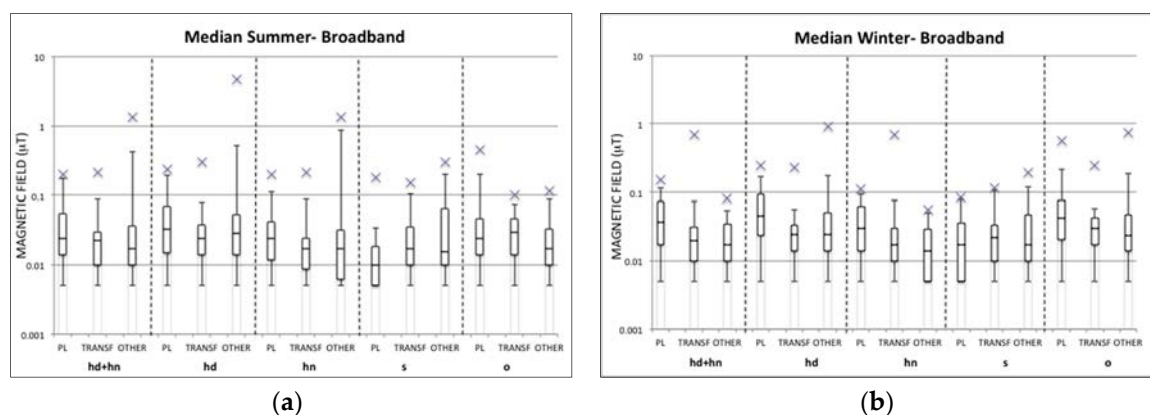 Median Summer- Broadband
MAGNETIC FIELD (µT)
10
1
0.1
0.01
0.001
PL TRANSF OTHER PL TRANSF OTHER PL TRANSF OTHER PL TRANSF OTHER PL TRANSF OTHER
hd+hn hd hn s o
(a)
Median Winter- Broadband
MAGNETIC FIELD (µT)
10
1
0.1
0.01
0.001
PL TRANSF OTHER PL TRANSF OTHER PL TRANSF OTHER PL TRANSF OTHER PL TRANSF OTHER
hd+hn hd hn s o
(b)